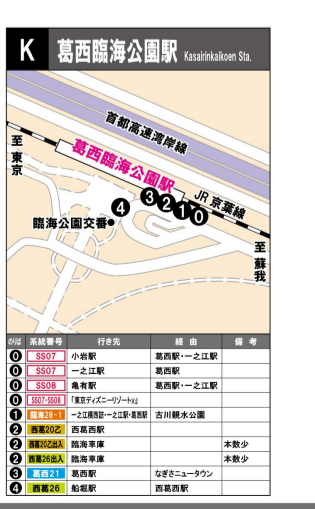 K 葛西臨海公園駅 Kasairinkaikoen Sta.
首都高速湾岸線
至東京
葛西臨海公園駅
JR京葉線
3 2 1 0
4
臨海公園交番
至蘇我
のりば 系統番号 行き先 経由 備考
0 SS07 小岩駅 葛西駅・一之江駅
0 SS07 一之江駅 葛西駅
0 SS08 亀有駅 葛西駅・一之江駅
0 SS07・SS08 「東京ディズニーリゾート®」
1 臨海28-1 一之江橋西詰・一之江駅・葛西駅 古川親水公園
2 西葛20乙 西葛西駅
2 西葛20乙出入 臨海車庫 本数少
2 西葛26出入 臨海車庫 本数少
3 葛西21 葛西駅 なぎさニュータウン
4 西葛26 船堀駅 西葛西駅